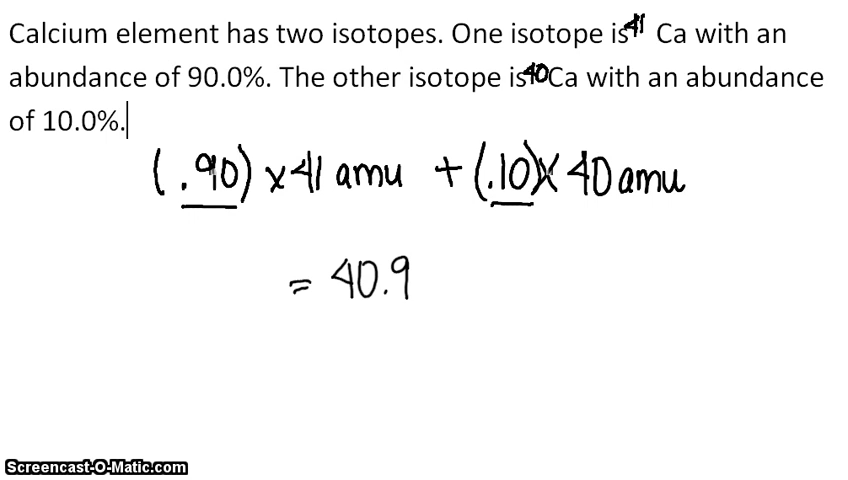 Calcium element has two isotopes. One isotope is 41 Ca with an
abundance of 90.0%. The other isotope is 40Ca with an abundance
of 10.0%.
(.90) x 41 amu + (.10) x 40 amu
= 40.9
Screencast-O-Matic.com